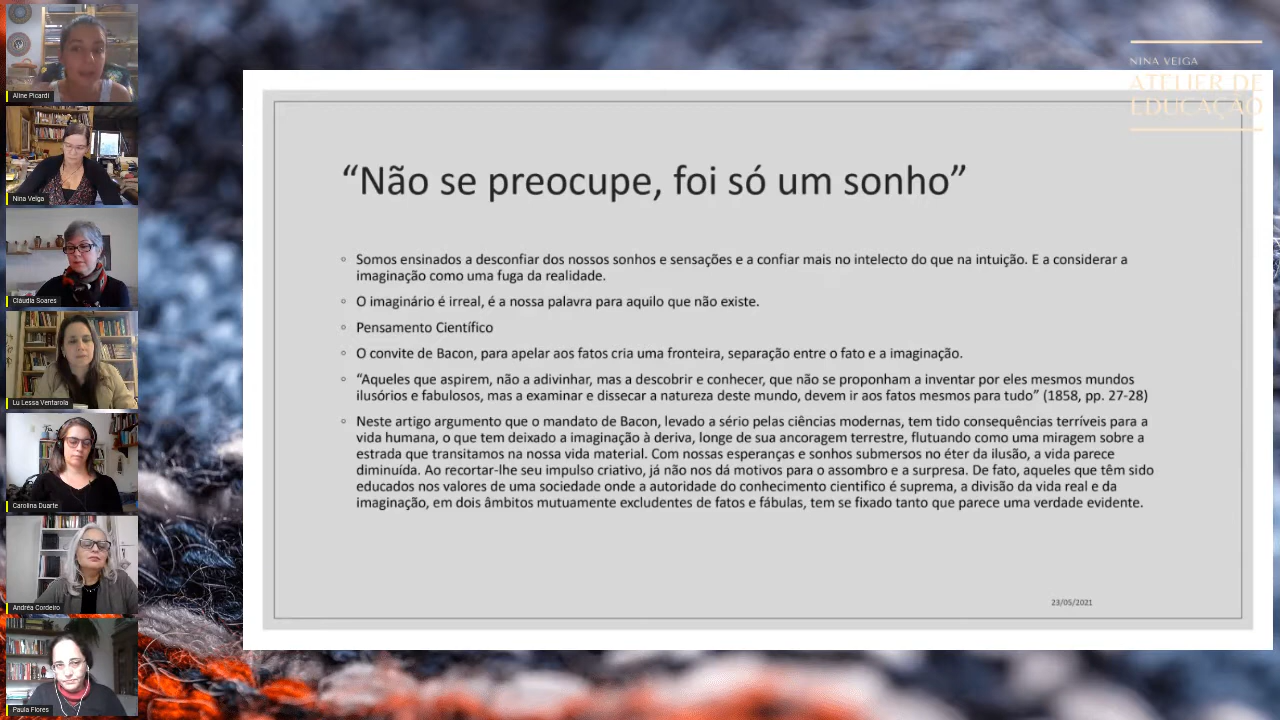 Aline Picardi
Nina Veiga
Cláudia Soares
Lu Lessa Ventarola
Carolina Duarte
Andréa Cordeiro
Paula Flores
NINA VEIGA
ATELIER DE
EDUCAÇÃO
“Não se preocupe, foi só um sonho”
Somos ensinados a desconfiar dos nossos sonhos e sensações e a confiar mais no intelecto do que na intuição. E a considerar a
imaginação como uma fuga da realidade.
O imaginário é irreal, é a nossa palavra para aquilo que não existe.
Pensamento Científico
O convite de Bacon, para apelar aos fatos cria uma fronteira, separação entre o fato e a imaginação.
“Aqueles que aspirem, não a adivinhar, mas a descobrir e conhecer, que não se proponham a inventar por eles mesmos mundos
ilusórios e fabulosos, mas a examinar e dissecar a natureza deste mundo, devem ir aos fatos mesmos para tudo” (1858, pp. 27-28)
Neste artigo argumento que o mandato de Bacon, levado a sério pelas ciências modernas, tem tido consequências terríveis para a
vida humana, o que tem deixado a imaginação à deriva, longe de sua ancoragem terrestre, flutuando como uma miragem sobre a
estrada que transitamos na nossa vida material. Com nossas esperanças e sonhos submersos no éter da ilusão, a vida parece
diminuída. Ao recortar-lhe seu impulso criativo, já não nos dá motivos para o assombro e a surpresa. De fato, aqueles que têm sido
educados nos valores de uma sociedade onde a autoridade do conhecimento cientifico é suprema, a divisão da vida real e da
imaginação, em dois âmbitos mutuamente excludentes de fatos e fábulas, tem se fixado tanto que parece uma verdade evidente.
23/05/2021